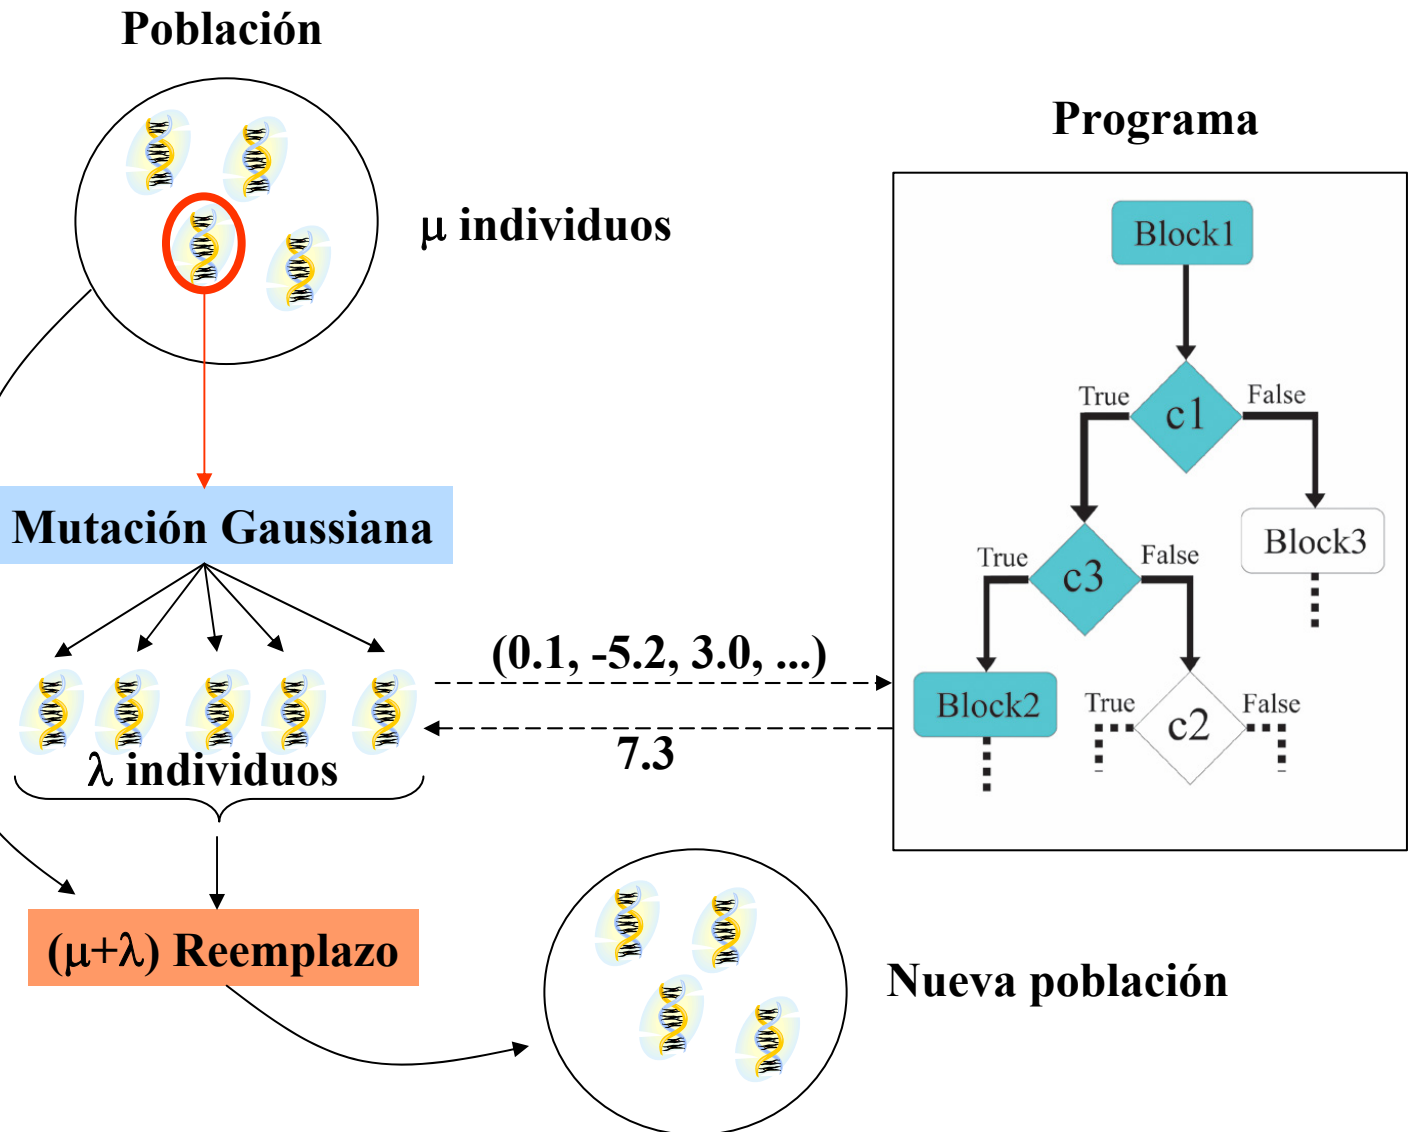 Población
Programa
μ individuos
Block1
True
c1
False
Mutación Gaussiana
Block3
True
c3
False
(0.1, -5.2, 3.0, ...)
Block2
True
c2
False
7.3
λ individuos
(μ+λ) Reemplazo
Nueva población